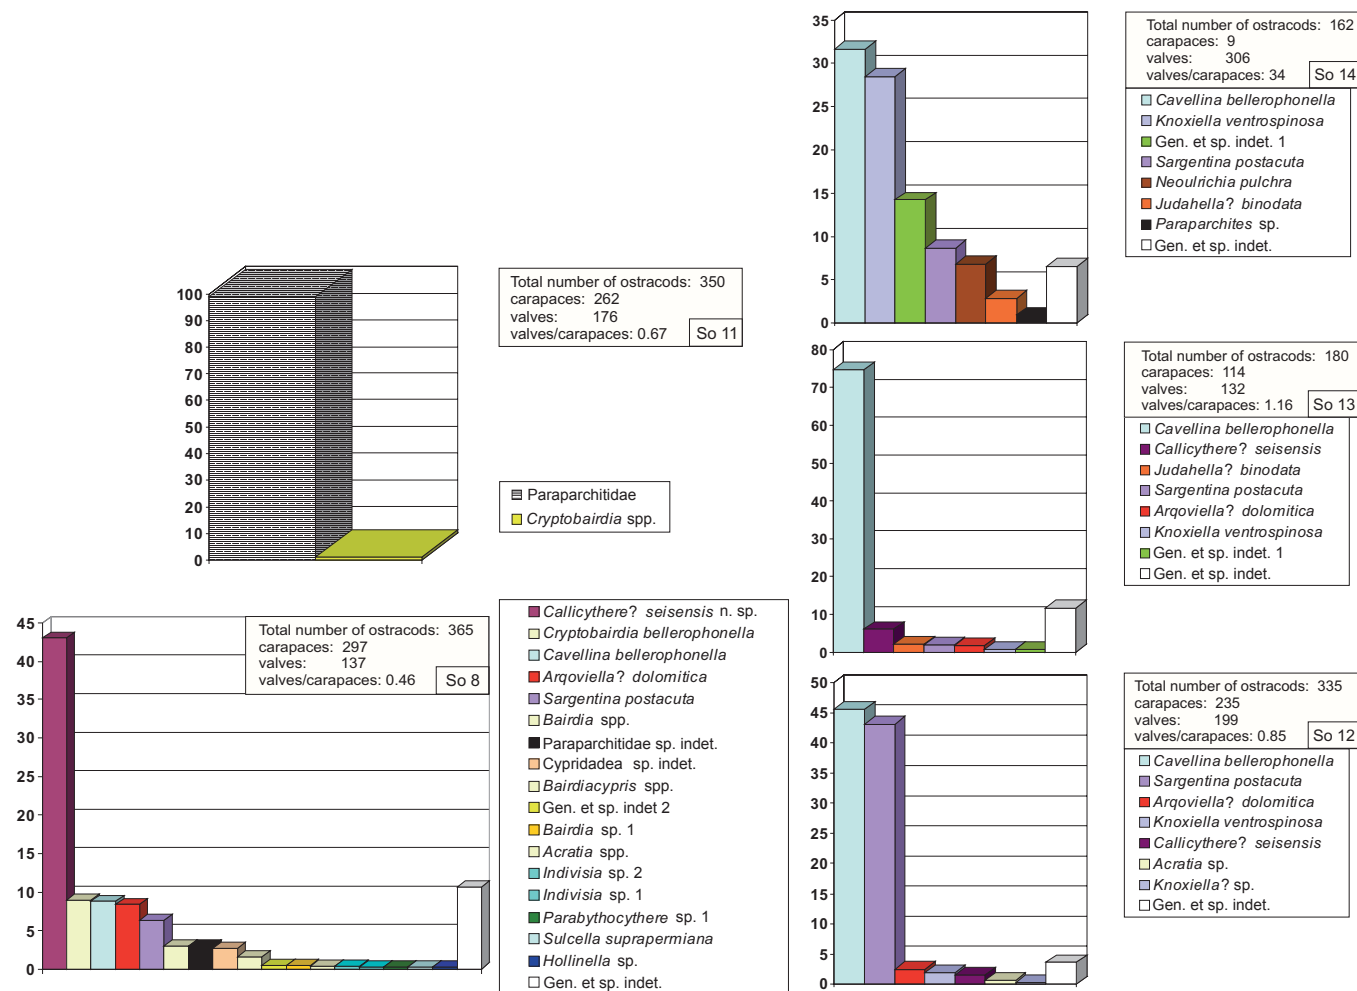 100
90
80
70
60
50
40
30
20
10
0
Total number of ostracods: 350
carapaces: 262
valves: 176
valves/carapaces: 0.67
So 11
Paraparchitidae
Cryptobairdia spp.
45
40
35
30
25
20
15
10
5
0
Total number of ostracods: 365
carapaces: 297
valves: 137
valves/carapaces: 0.46
So 8
Callicythere? seisensis n. sp.
Cryptobairdia bellerophonella
Cavellina bellerophonella
Arqoviella? dolomitica
Sargentina postacuta
Bairdia spp.
Paraparchitidae sp. indet.
Cypridadea sp. indet.
Bairdiacypris spp.
Gen. et sp. indet 2
Bairdia sp. 1
Acratia spp.
Indivisia sp. 2
Indivisia sp. 1
Parabythocythere sp. 1
Sulcella suprapermiana
Hollinella sp.
Gen. et sp. indet.
35
30
25
20
15
10
5
0
Total number of ostracods: 162
carapaces: 9
valves: 306
valves/carapaces: 34
So 14
Cavellina bellerophonella
Knoxiella ventrospinosa
Gen. et sp. indet. 1
Sargentina postacuta
Neoulrichia pulchra
Judahella? binodata
Paraparchites sp.
Gen. et sp. indet.
80
70
60
50
40
30
20
10
0
Total number of ostracods: 180
carapaces: 114
valves: 132
valves/carapaces: 1.16
So 13
Cavellina bellerophonella
Callicythere? seisensis
Judahella? binodata
Sargentina postacuta
Arqoviella? dolomitica
Knoxiella ventrospinosa
Gen. et sp. indet. 1
Gen. et sp. indet.
50
45
40
35
30
25
20
15
10
5
0
Total number of ostracods: 335
carapaces: 235
valves: 199
valves/carapaces: 0.85
So 12
Cavellina bellerophonella
Sargentina postacuta
Arqoviella? dolomitica
Knoxiella ventrospinosa
Callicythere? seisensis
Acratia sp.
Knoxiella? sp.
Gen. et sp. indet.